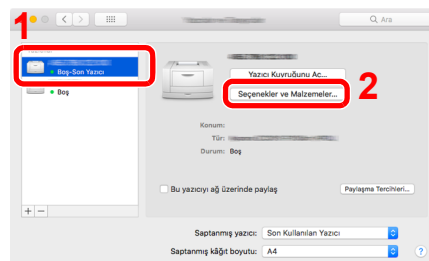 1
Ara
Boş-Son Yazıcı
Boş
Yazıcı Kuyruğunu Aç...
Seçenekler ve Malzemeler...
2
Konum:
Tür:
Durum: Boş
Bu yazıcıyı ağ üzerinde paylaş
Paylaşma Tercihleri...
+ −
Saptanmış yazıcı: Son Kullanılan Yazıcı
Saptanmış kâğıt boyutu: A4
?